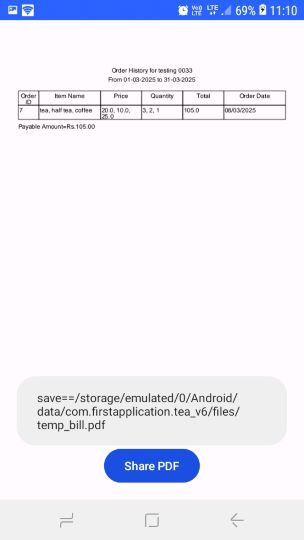 VoD LTE LTE 69% 11:10
Order History for testing 0033
From 01-03-2025 to 31-03-2025
Order ID Item Name Price Quantity Total Order Date
7 tea, half tea, coffee 20.0, 10.0, 25.0 3, 2, 1 105.0 08/03/2025
Payable Amount=Rs.105.00
save==/storage/emulated/0/Android/
data/com.firstapplication.tea_v6/files/
temp_bill.pdf
Share PDF